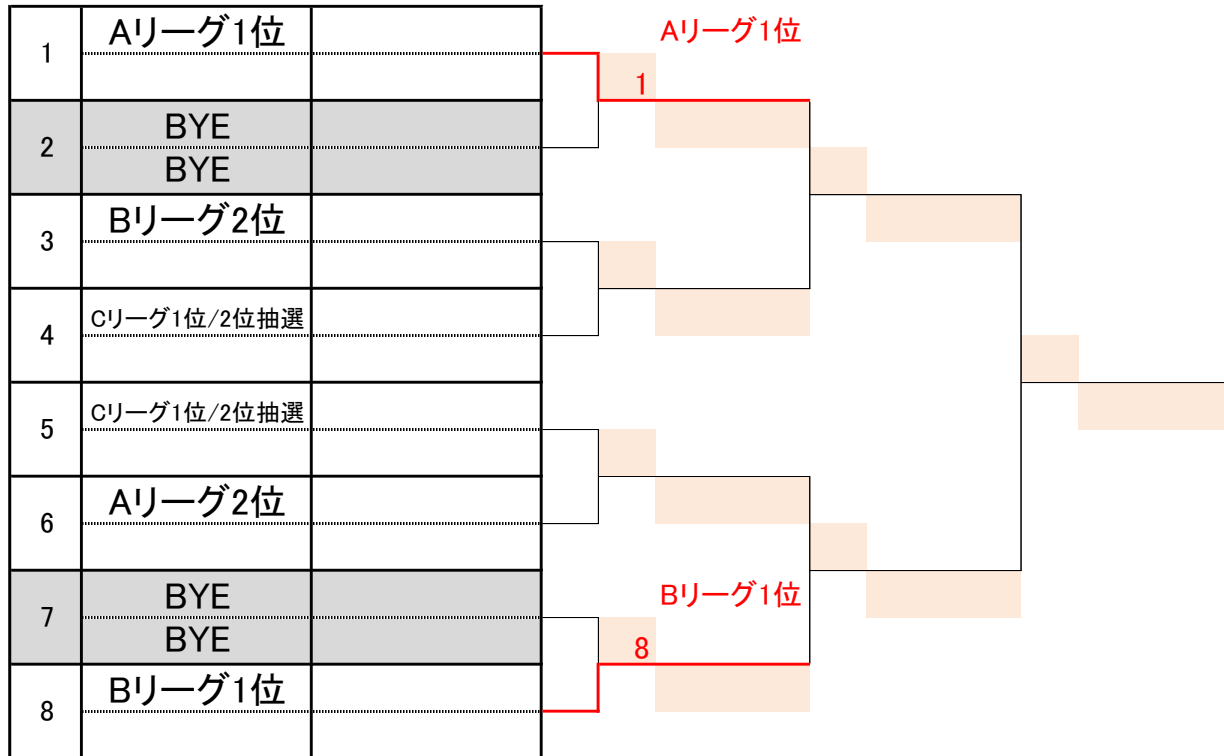 1 Aリーグ1位
2 BYE
BYE
3 Bリーグ2位
4 Cリーグ1位/2位抽選
5 Cリーグ1位/2位抽選
6 Aリーグ2位
7 BYE
BYE
8 Bリーグ1位
Aリーグ1位
1
Bリーグ1位
8